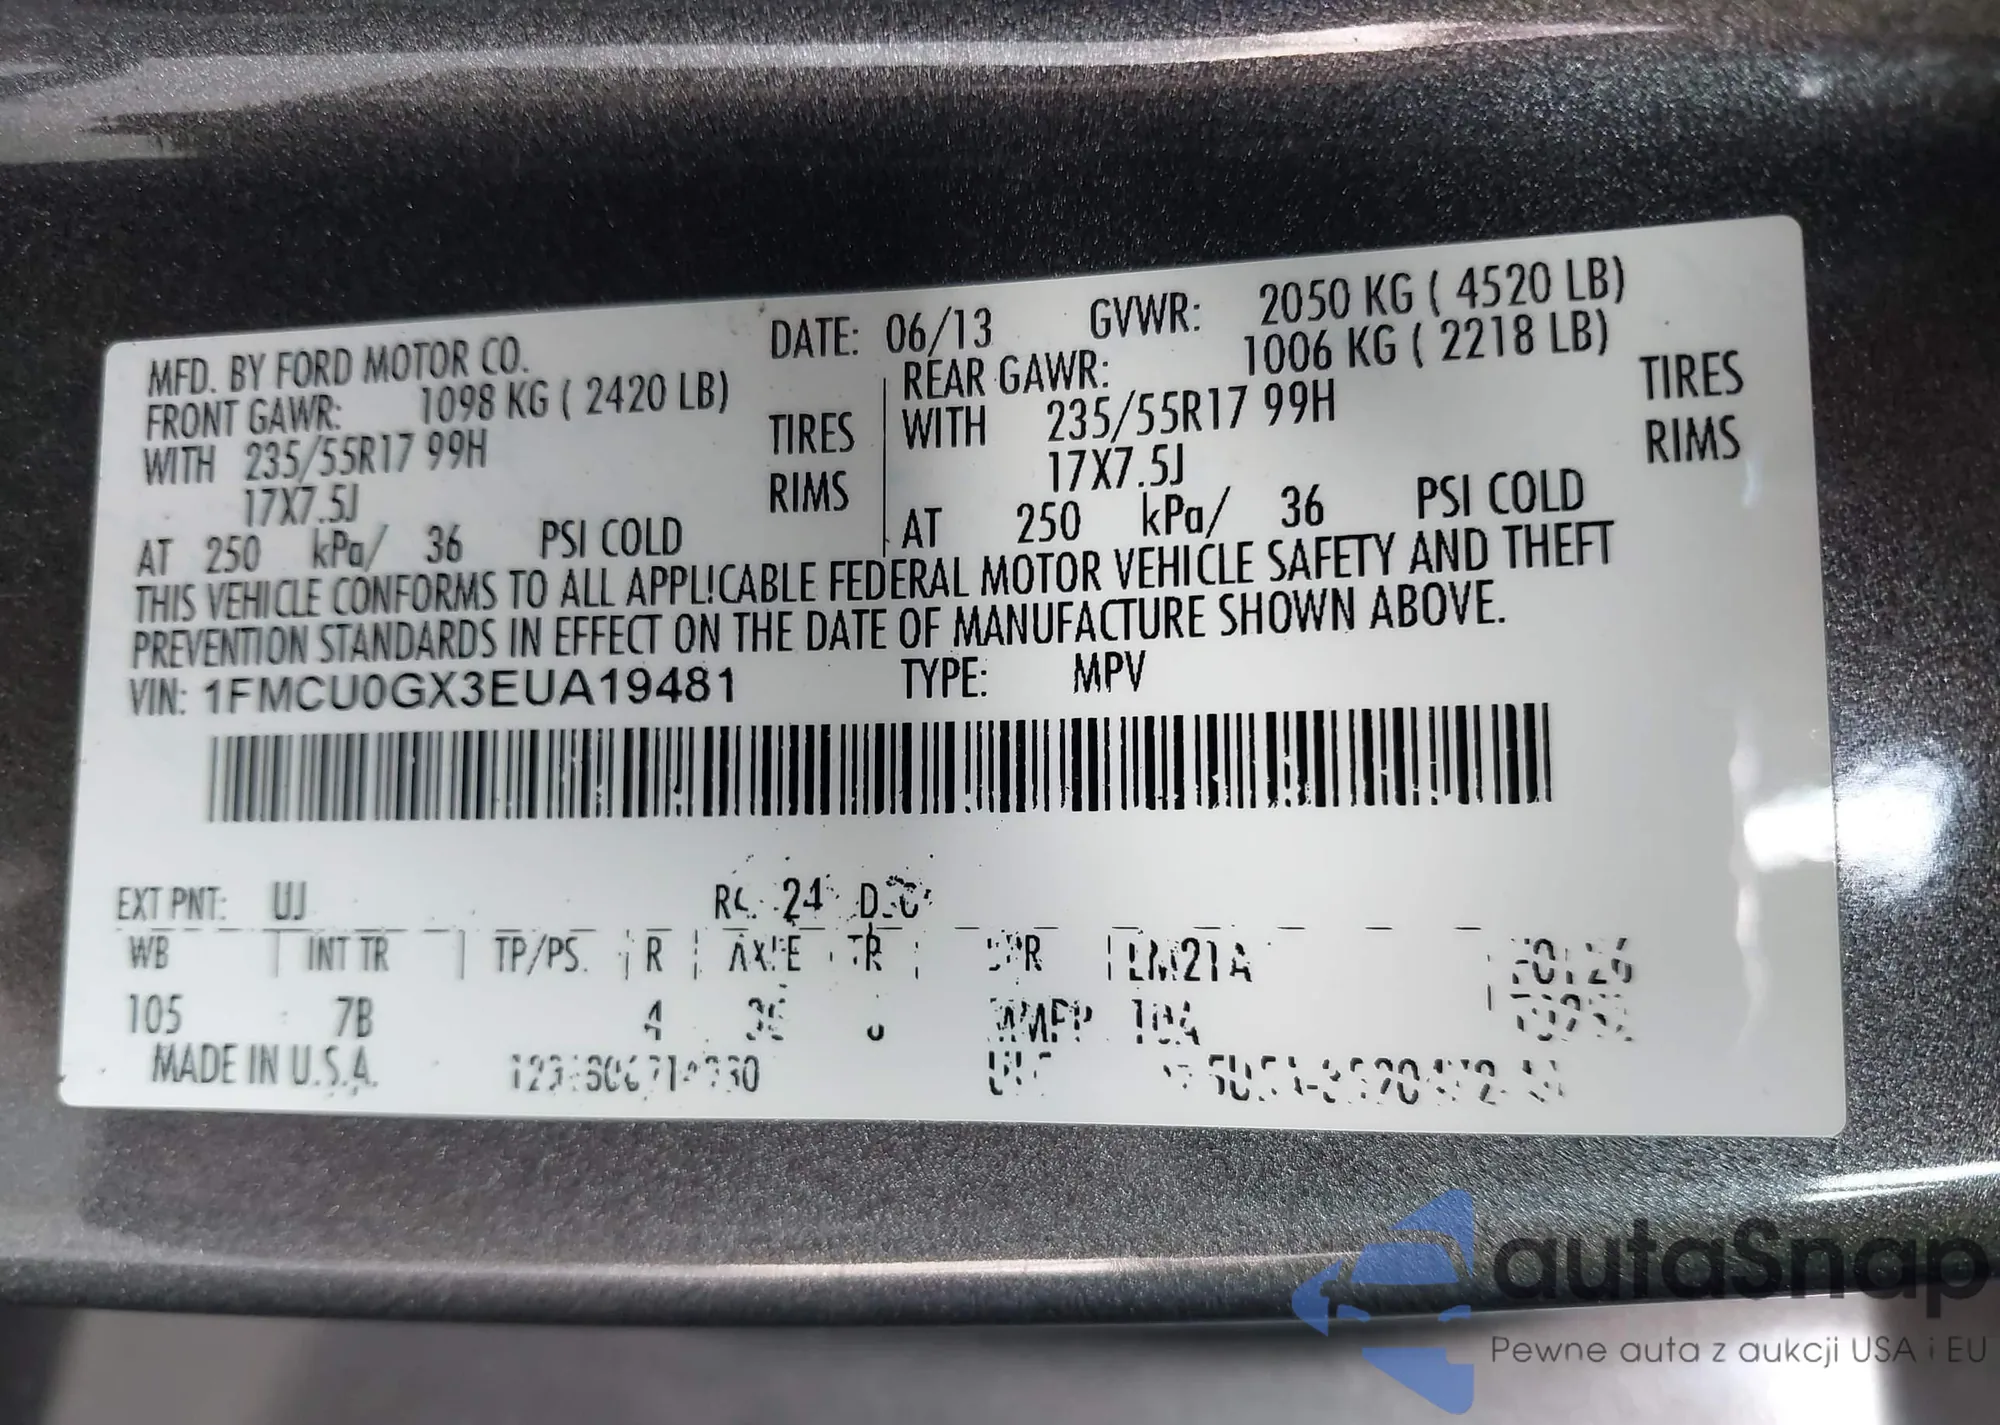 MFD. BY FORD MOTOR CO. DATE: 06/13 GVWR: 2050 KG ( 4520 LB)
FRONT GAWR: 1098 KG ( 2420 LB) REAR GAWR: 1006 KG ( 2218 LB)
WITH 235/55R17 99H TIRES WITH 235/55R17 99H TIRES
17X7.5J RIMS 17X7.5J RIMS
AT 250 kPa/ 36 PSI COLD AT 250 kPa/ 36 PSI COLD
THIS VEHICLE CONFORMS TO ALL APPLICABLE FEDERAL MOTOR VEHICLE SAFETY AND THEFT
PREVENTION STANDARDS IN EFFECT ON THE DATE OF MANUFACTURE SHOWN ABOVE.
VIN: 1FMCU0GX3EUA19481 TYPE: MPV
EXT PNT: UJ 24
WB INT TR TP/PS. R AXLE TR
105 7B 4
MADE IN U.S.A.
autaSnap
Pewne auta z aukcji USA i EU